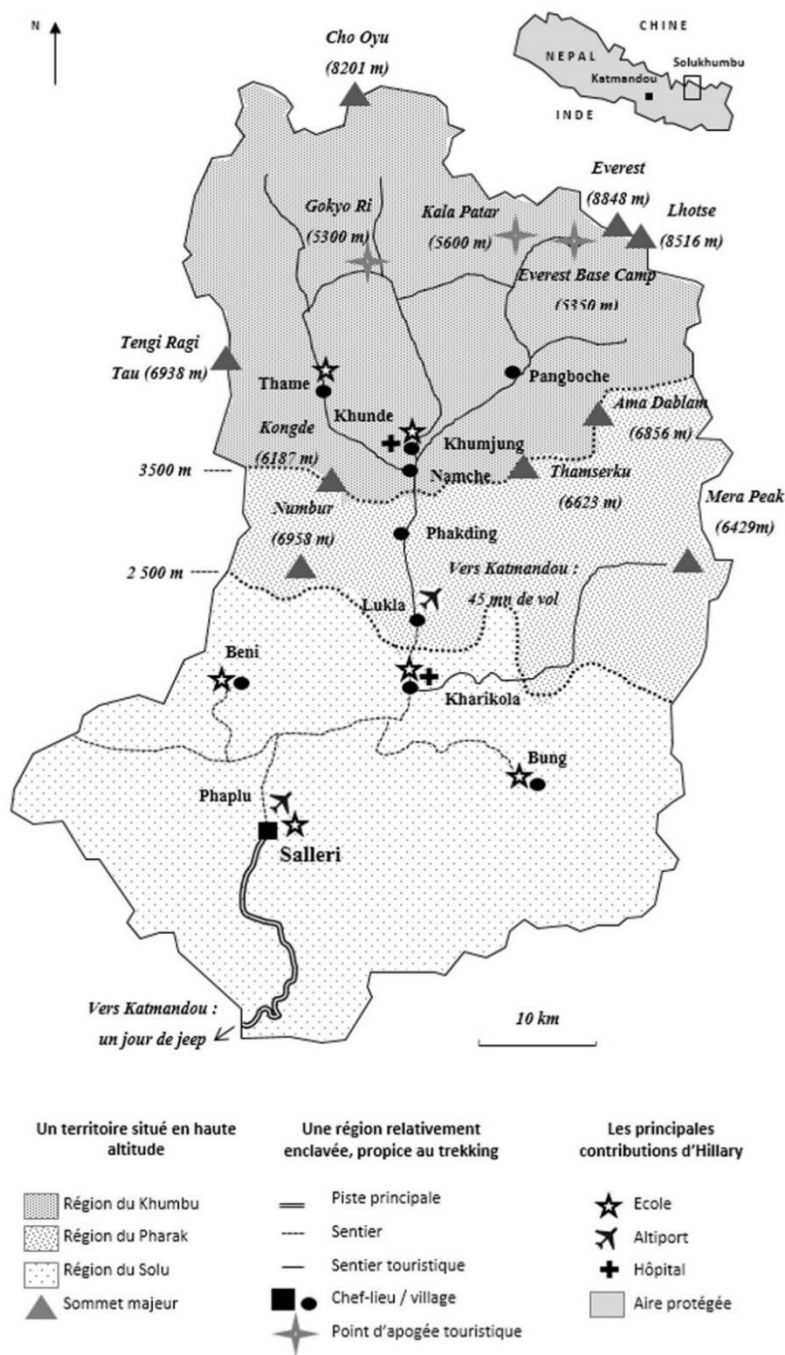 N
Cho Oyu
(8201 m)
CHINE
NEPAL
Solukhumbu
Katmandou
INDE
Everest
(8848 m)
Lhotse
(8516 m)
Gokyo Ri
(5300 m)
Kala Patar
(5600 m)
Everest Base Camp
(5350 m)
Tengi Ragi
Tau (6938 m)
Thame
Pangboche
Khunde
Ama Dablam
(6856 m)
Kongde
(6187 m)
Khumjung
3500 m
Namche
Thamserku
(6623 m)
Mera Peak
(6429m)
Numbur
(6958 m)
Phakding
2 500 m
Vers Katmandou :
45 mn de vol
Lukla
Beni
Kharikola
Bung
Phaplu
Salleri
Vers Katmandou :
un jour de jeep
10 km
Un territoire situé en haute
altitude
Région du Khumbu
Région du Pharak
Région du Solu
Sommet majeur
Une région relativement
enclavée, propice au trekking
Piste principale
Sentier
Sentier touristique
Chef-lieu / village
Point d'apogée touristique
Les principales
contributions d'Hillary
Ecole
Altiport
Hôpital
Aire protégée